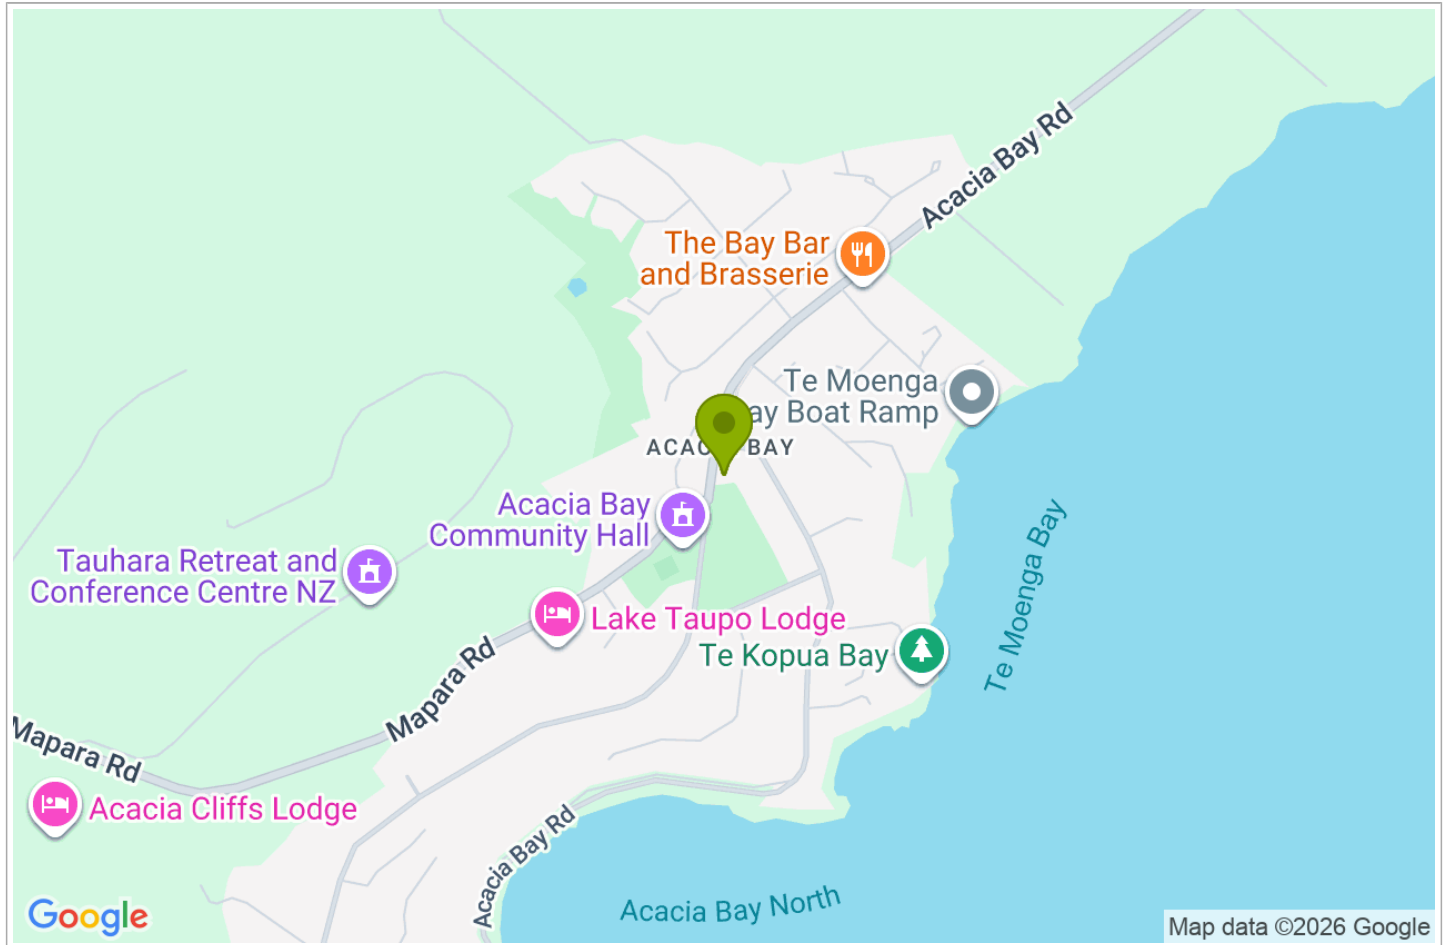 Acacia Bay Rd
The Bay Bar
and Brasserie
Te Moenga
ay Boat Ramp
ACACIA BAY
Acacia Bay
Community Hall
Te Moenga Bay
Tauhara Retreat and
Conference Centre NZ
Lake Taupo Lodge
Te Kopua Bay
Mapara Rd
Mapara Rd
Acacia Cliffs Lodge
Acacia Bay Rd
Acacia Bay North
Google
Map data ©2026 Google